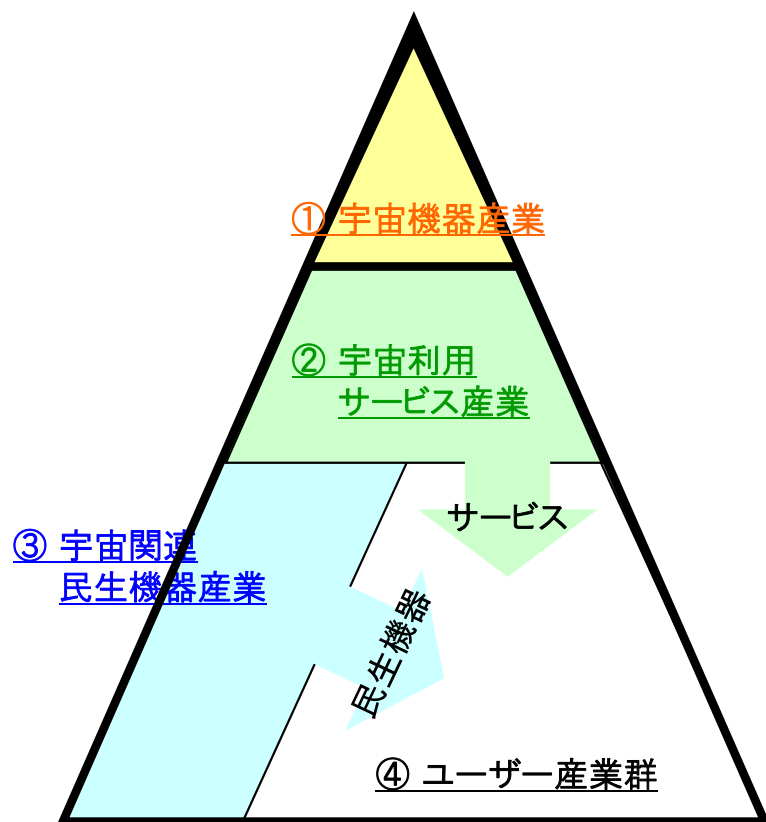 ① 宇宙機器産業
② 宇宙利用
サービス産業
サービス
③ 宇宙関連
民生機器産業
民生機器
④ ユーザー産業群